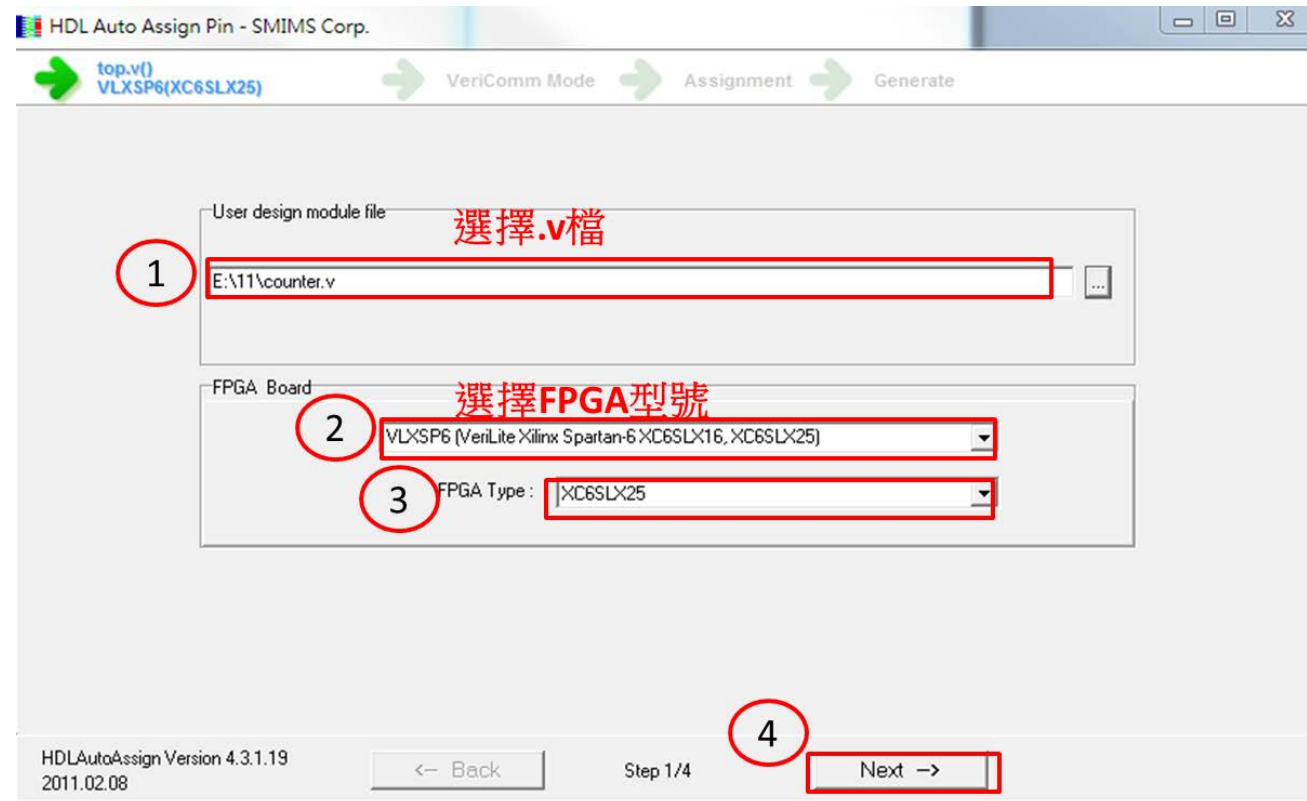 HDL Auto Assign Pin - SMIMS Corp.
top.v()
VLXSP6(XC6SLX25)
VeriComm Mode
Assignment
Generate
User design module file
選擇.v檔
1
E:\11\counter.v
...
FPGA Board
選擇FPGA型號
2
VLXSP6 (VeriLite Xilinx Spartan-6 XC6SLX16, XC6SLX25)
3
FPGA Type :
XC6SLX25
4
HDLAutoAssign Version 4.3.1.19
2011.02.08
<-- Back
Step 1/4
Next -->